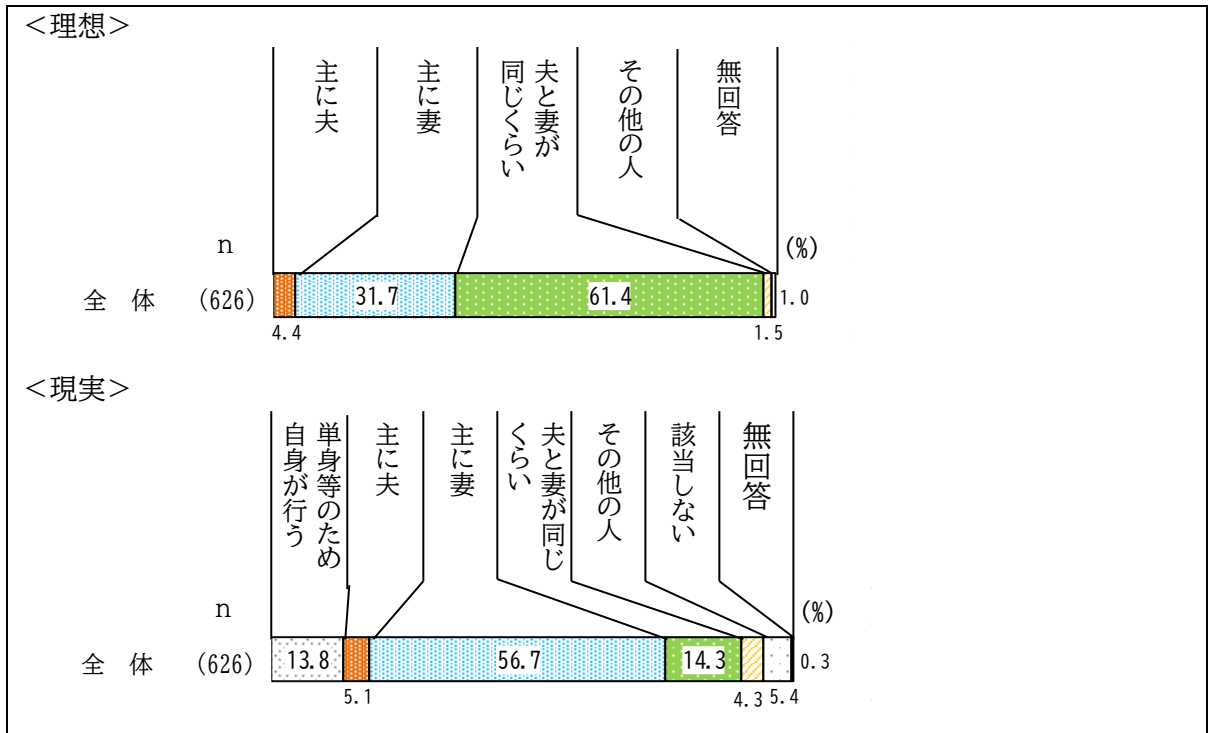 <理想>
主に夫
主に妻
夫と妻が
同じくらい
その他の人
無回答
n
(%)
全 体 (626)
31.7
61.4
1.0
4.4
1.5
<現実>
単身等のため
自身が行う
主に夫
主に妻
夫と妻が同じ
くらい
その他の人
該当しない
無回答
n
(%)
全 体 (626)
13.8
56.7
14.3
0.3
5.1
4.3
5.4